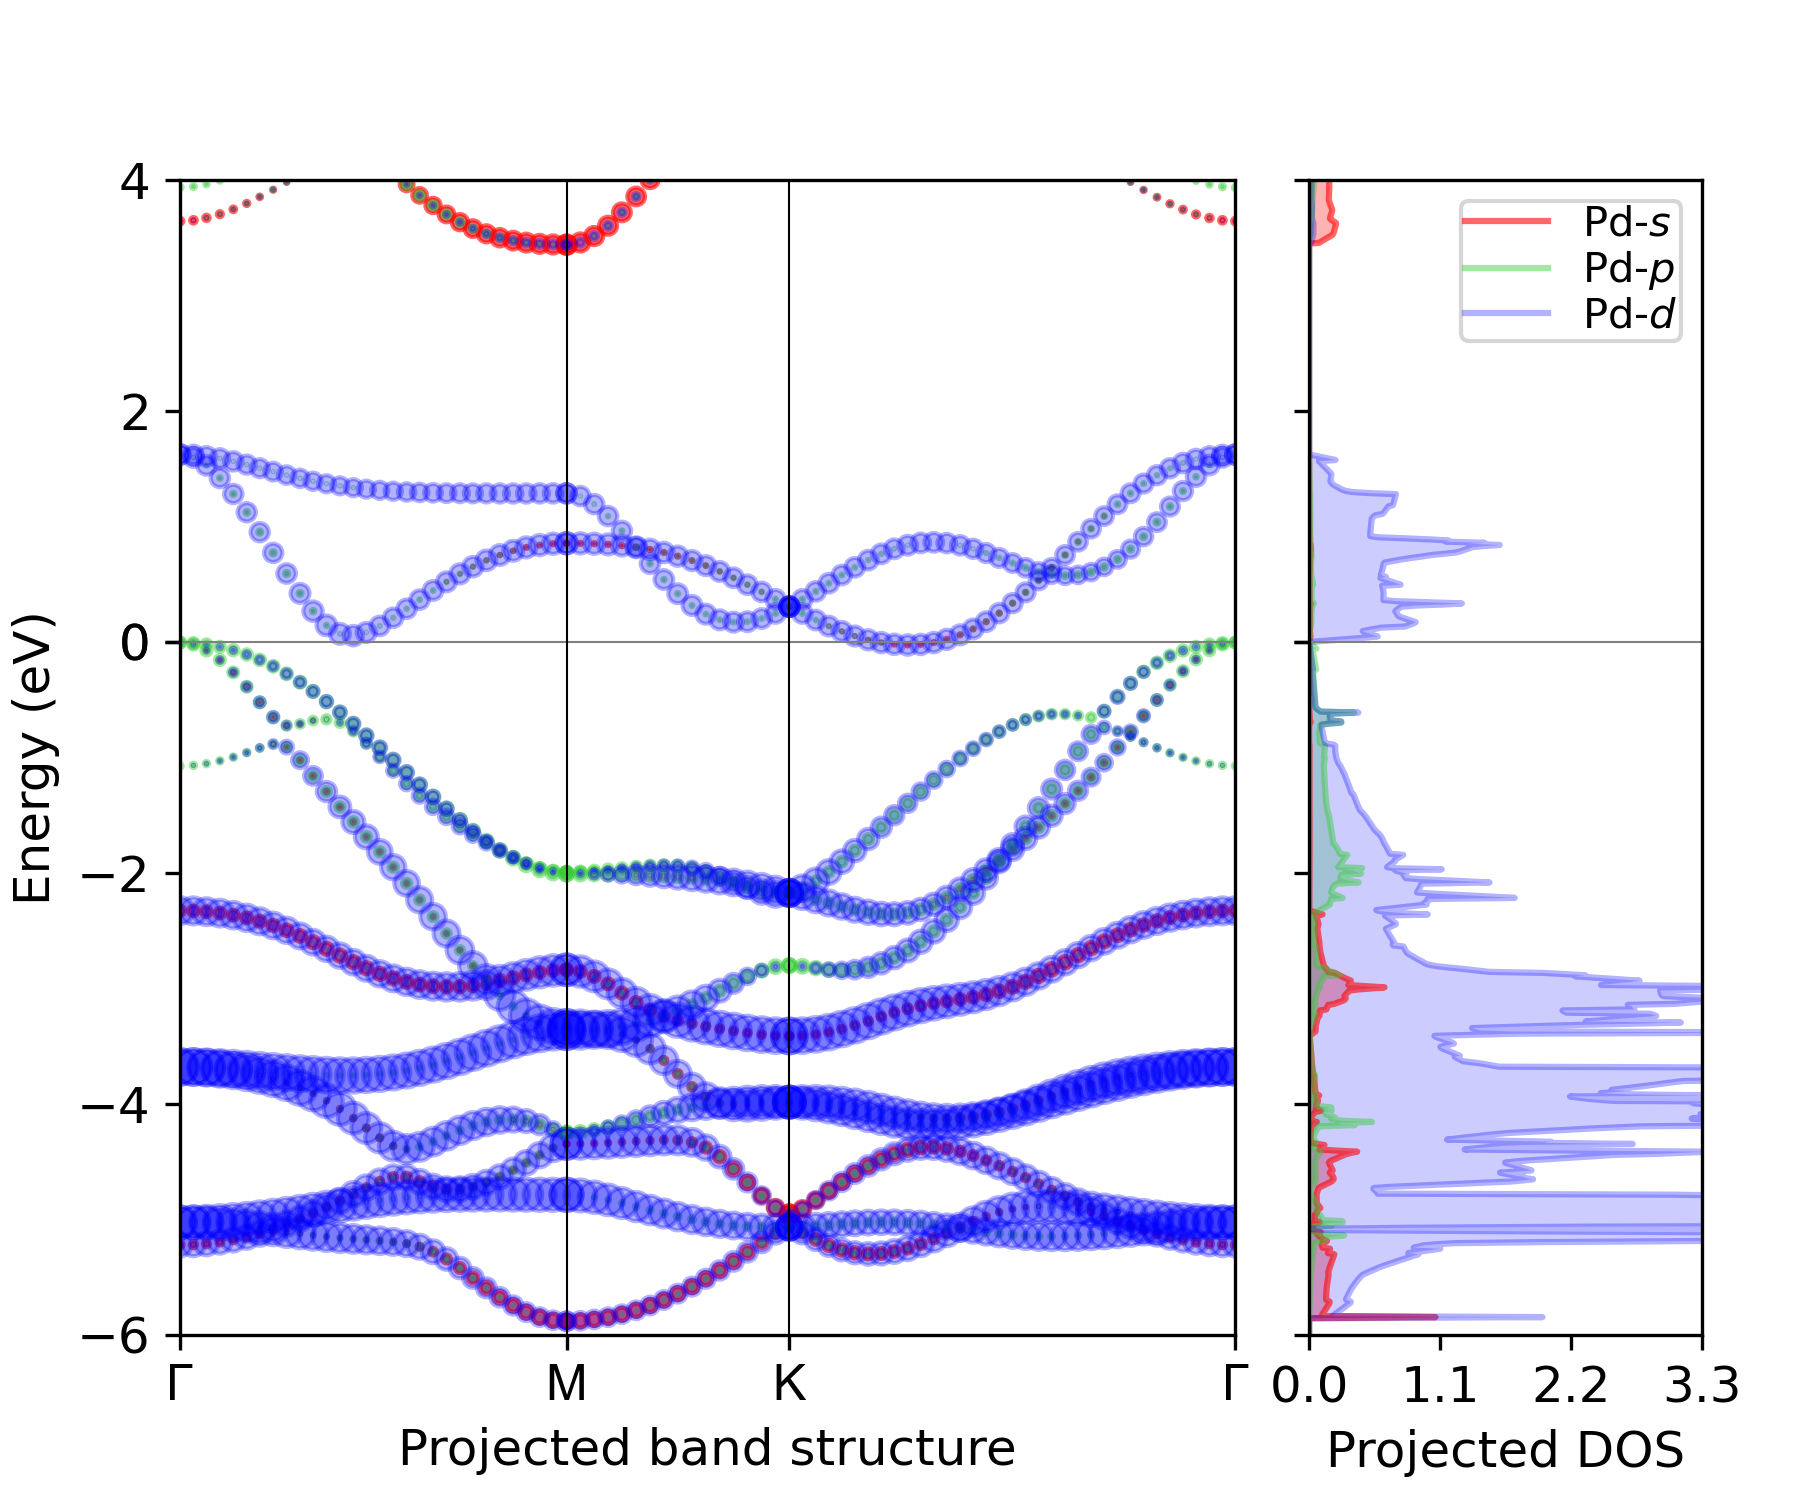 4
2
0
−2
−4
−6
Energy (eV)
Γ M K Γ
Projected band structure
Pd-s
Pd-p
Pd-d
0.0 1.1 2.2 3.3
Projected DOS